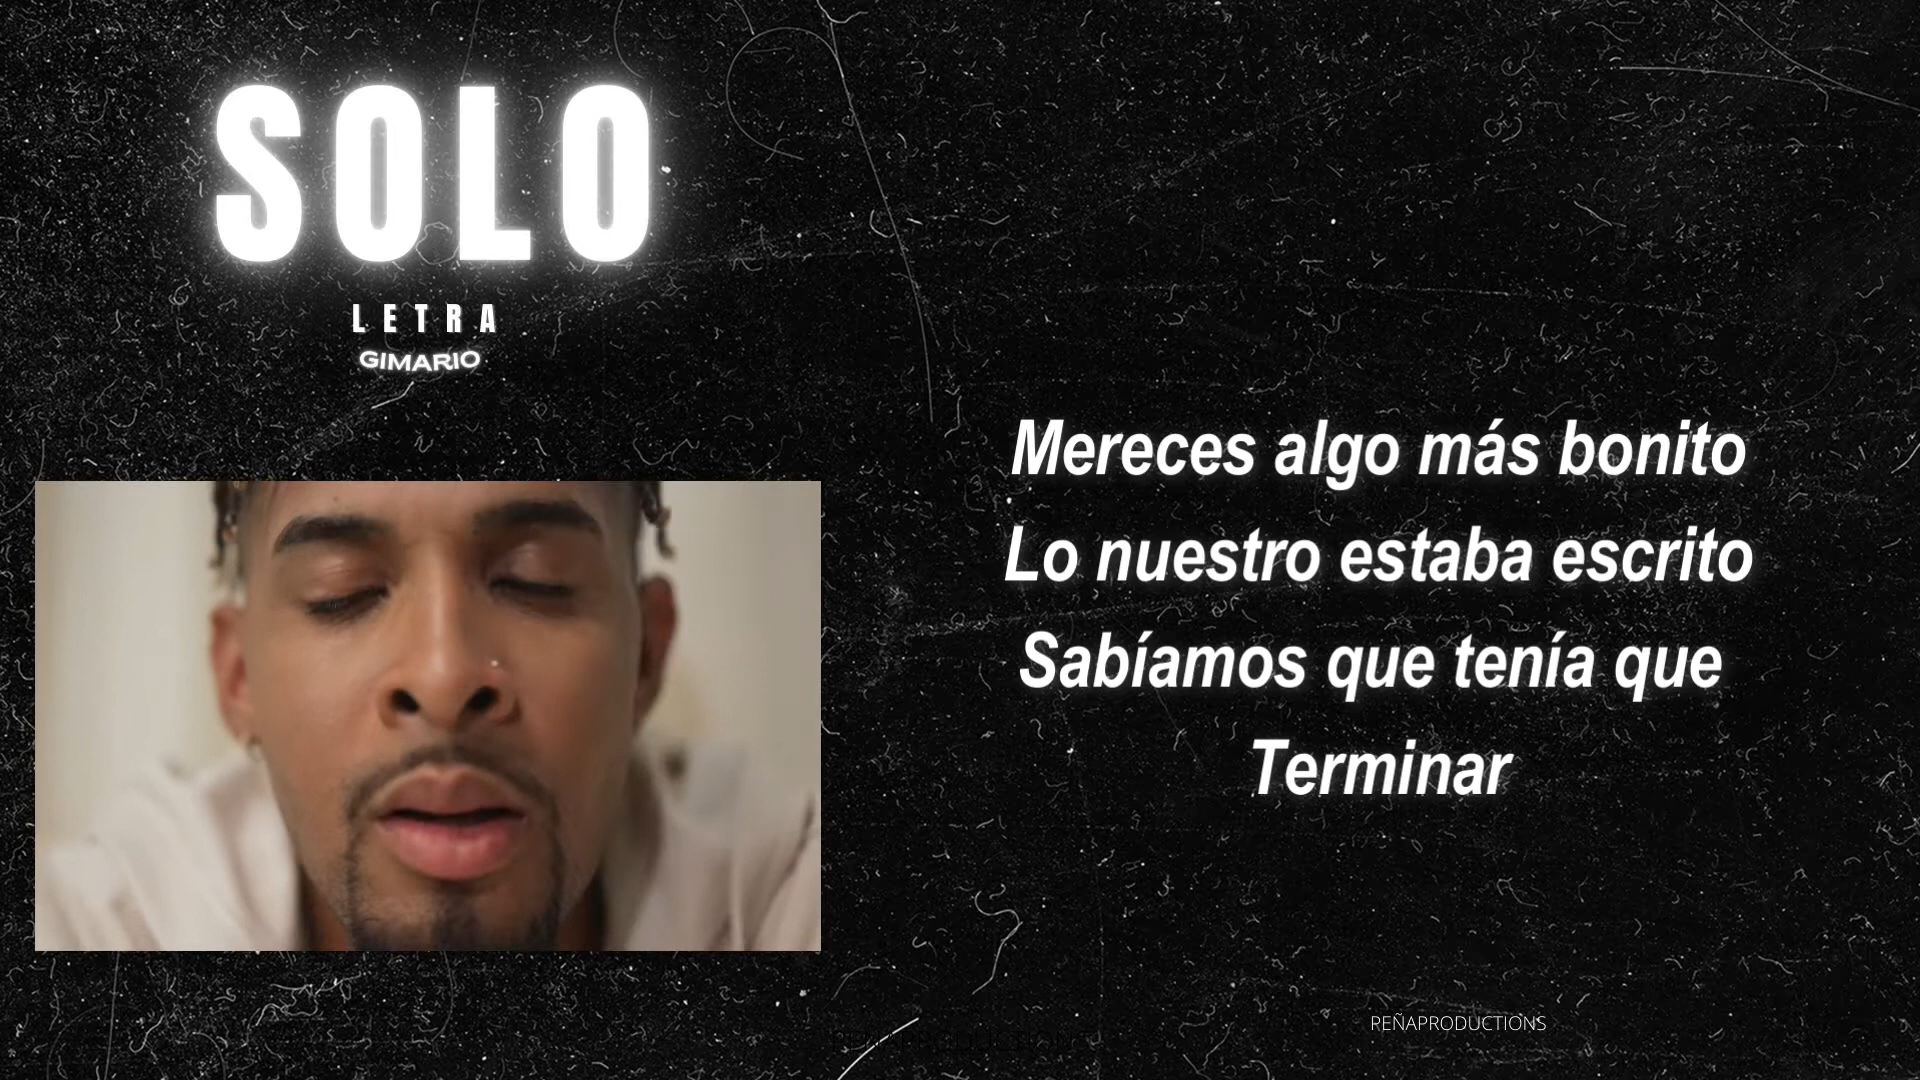 SOLO
LETRA
GIMARIO
Mereces algo más bonito
Lo nuestro estaba escrito
Sabíamos que tenía que
Terminar
REÑAPRODUCTIONS